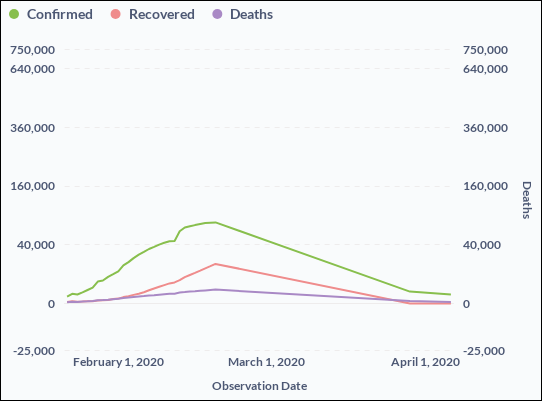 Confirmed Recovered Deaths
750,000 750,000
640,000 640,000
360,000 360,000
160,000 160,000
Deaths
40,000 40,000
0 0
-25,000 -25,000
February 1, 2020 March 1, 2020 April 1, 2020
Observation Date